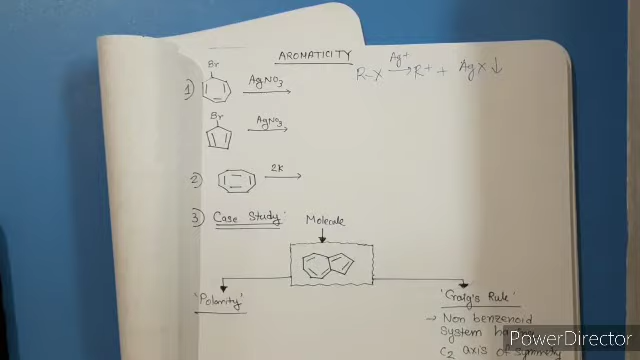 AROMATICITY
R-X Ag+ → R+ + AgX↓
1) Br AgNO3 →
Br AgNO3 →
2) 2K →
3) Case Study:
Molecule
'Polarity'
'Craig's Rule'
→ Non benzenoid
System
C2 axis of symmetry
PowerDirector